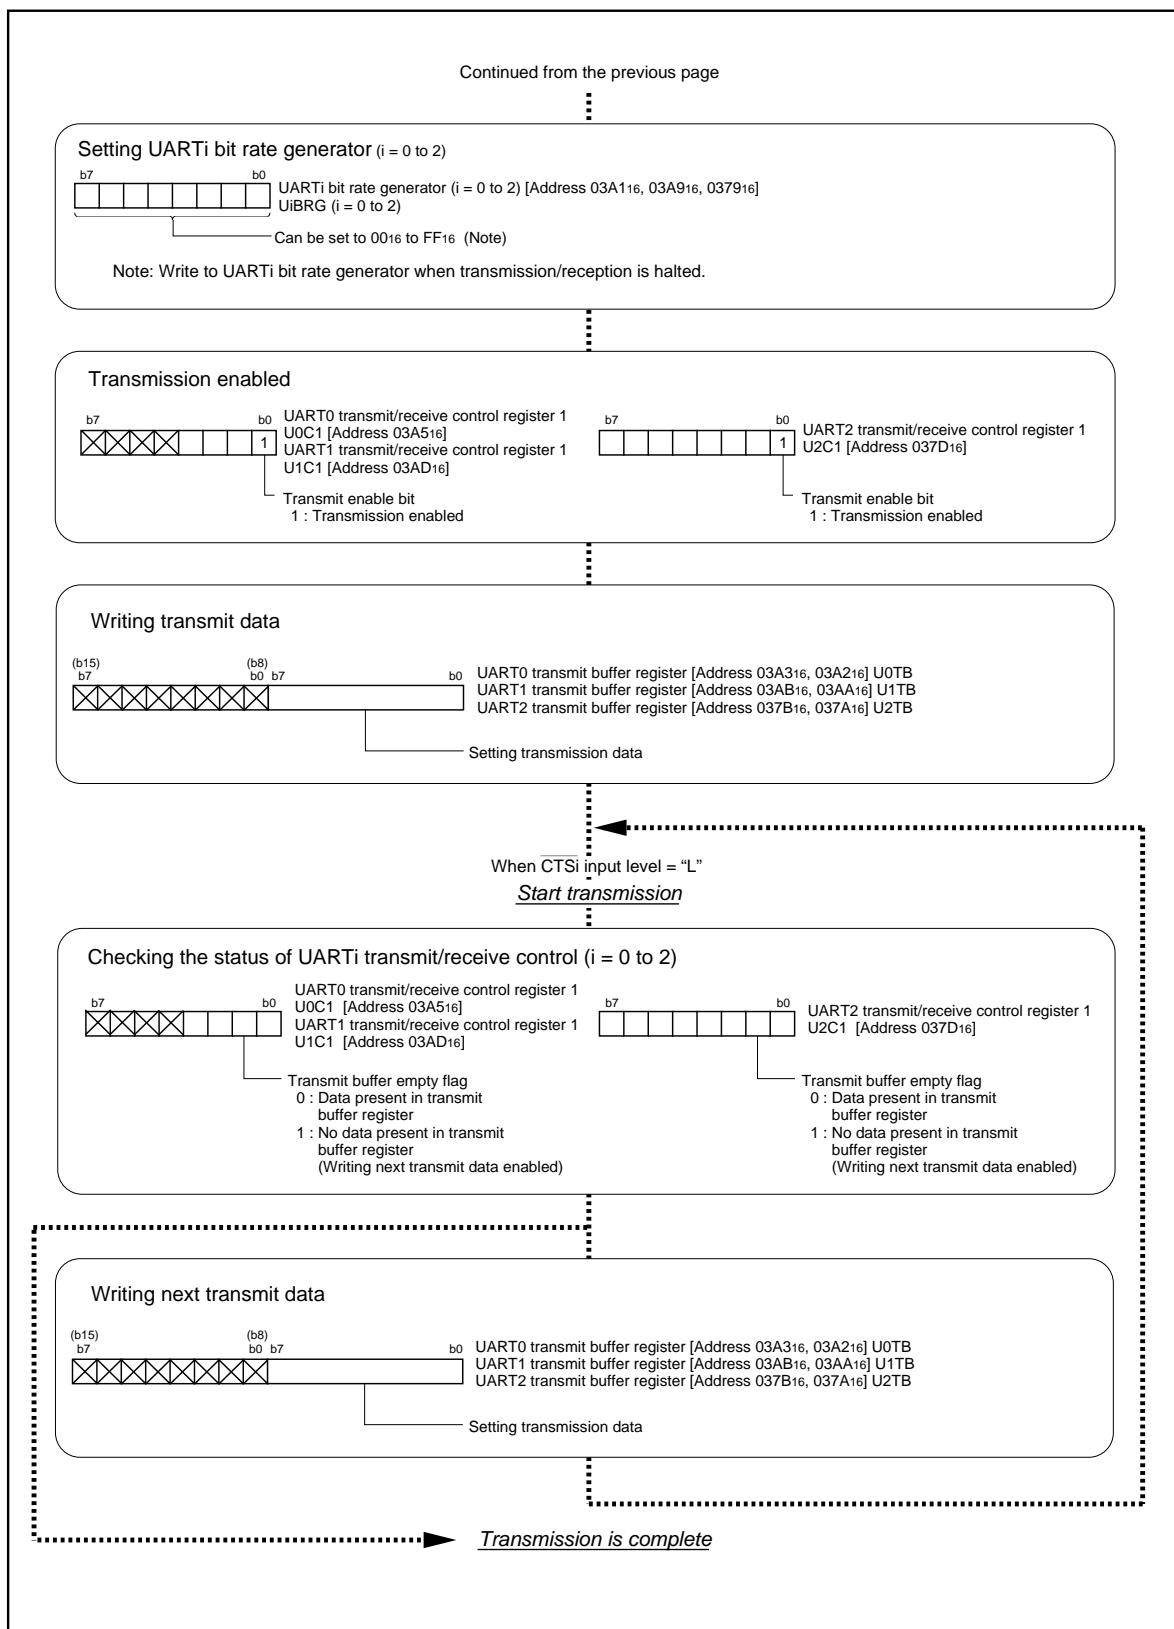 Continued from the previous page
Setting UARTi bit rate generator (i = 0 to 2)
b7 b0
UARTi bit rate generator (i = 0 to 2) [Address 03A116, 03A916, 037916]
UiBRG (i = 0 to 2)
Can be set to 0016 to FF16 (Note)
Note: Write to UARTi bit rate generator when transmission/reception is halted.
Transmission enabled
b7 b0
1
UART0 transmit/receive control register 1
U0C1 [Address 03A516]
UART1 transmit/receive control register 1
U1C1 [Address 03AD16]
Transmit enable bit
1 : Transmission enabled
b7 b0
1
UART2 transmit/receive control register 1
U2C1 [Address 037D16]
Transmit enable bit
1 : Transmission enabled
Writing transmit data
(b15) (b8)
b7 b0 b7 b0
UART0 transmit buffer register [Address 03A316, 03A216] U0TB
UART1 transmit buffer register [Address 03AB16, 03AA16] U1TB
UART2 transmit buffer register [Address 037B16, 037A16] U2TB
Setting transmission data
When CTSi input level = “L”
Start transmission
Checking the status of UARTi transmit/receive control (i = 0 to 2)
b7 b0
UART0 transmit/receive control register 1
U0C1 [Address 03A516]
UART1 transmit/receive control register 1
U1C1 [Address 03AD16]
Transmit buffer empty flag
0 : Data present in transmit
buffer register
1 : No data present in transmit
buffer register
(Writing next transmit data enabled)
b7 b0
UART2 transmit/receive control register 1
U2C1 [Address 037D16]
Transmit buffer empty flag
0 : Data present in transmit
buffer register
1 : No data present in transmit
buffer register
(Writing next transmit data enabled)
Writing next transmit data
(b15) (b8)
b7 b0 b7 b0
UART0 transmit buffer register [Address 03A316, 03A216] U0TB
UART1 transmit buffer register [Address 03AB16, 03AA16] U1TB
UART2 transmit buffer register [Address 037B16, 037A16] U2TB
Setting transmission data
Transmission is complete